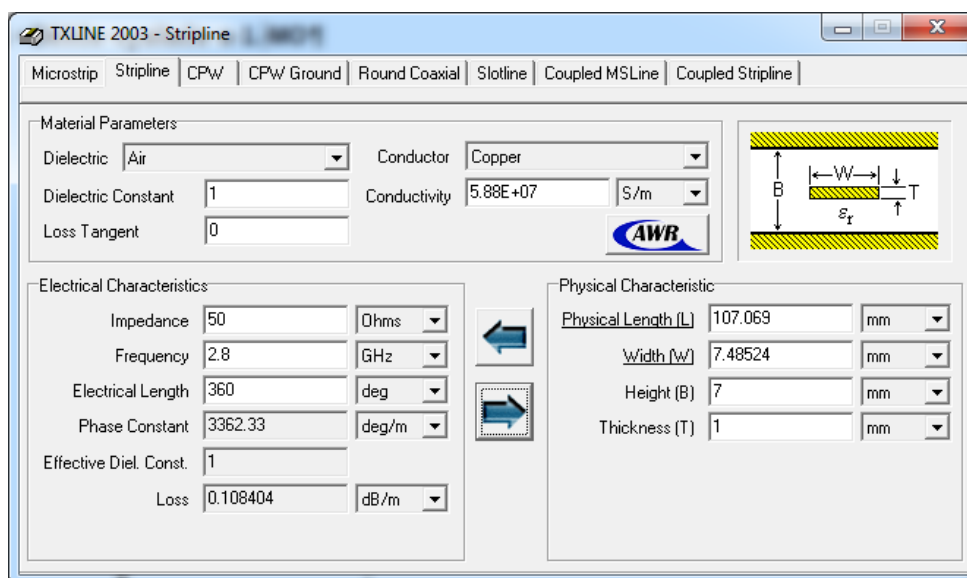 TXLINE 2003 - Stripline
Microstrip Stripline CPW CPW Ground Round Coaxial Slotline Coupled MSLine Coupled Stripline
Material Parameters
Dielectric Air Conductor Copper
Dielectric Constant 1 Conductivity 5.88E+07 S/m
Loss Tangent 0
AWR
W
B
T
εr
Electrical Characteristics
Impedance 50 Ohms
Frequency 2.8 GHz
Electrical Length 360 deg
Phase Constant 3362.33 deg/m
Effective Diel. Const. 1
Loss 0.108404 dB/m
Physical Characteristic
Physical Length (L) 107.069 mm
Width (W) 7.48524 mm
Height (B) 7 mm
Thickness (T) 1 mm